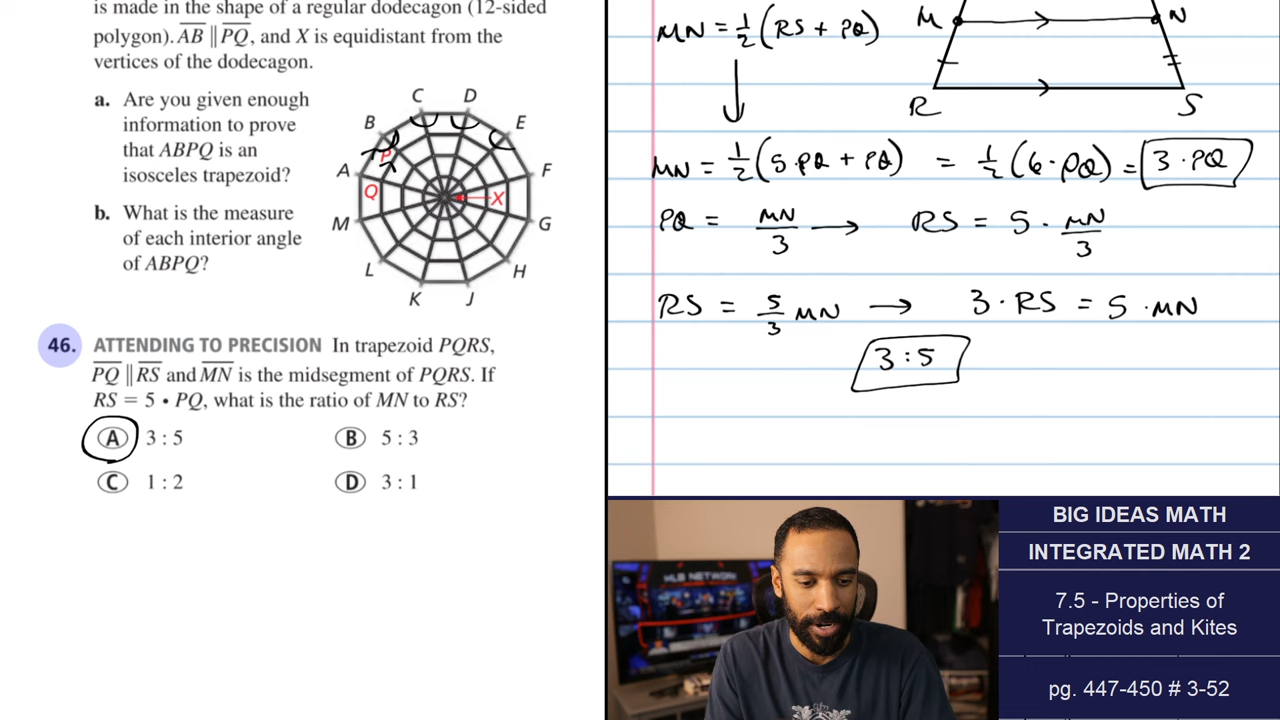 is made in the shape of a regular dodecagon (12-sided
polygon). AB ∥ PQ, and X is equidistant from the
vertices of the dodecagon.
a. Are you given enough
information to prove
that ABPQ is an
isosceles trapezoid?
b. What is the measure
of each interior angle
of ABPQ?
C D
B E
P
A F
Q X
M G
L H
K J
46. ATTENDING TO PRECISION In trapezoid PQRS,
PQ ∥ RS and MN is the midsegment of PQRS. If
RS = 5 • PQ, what is the ratio of MN to RS?
A 3 : 5 B 5 : 3
C 1 : 2 D 3 : 1
MN = 1/2 (RS + PQ)
M N
R S
MN = 1/2 (5·PQ + PQ) = 1/2 (6·PQ) = 3·PQ
PQ = MN/3 → RS = 5 · MN/3
RS = 5/3 MN → 3·RS = 5·MN
3:5
MLB NETWORK
BIG IDEAS MATH
INTEGRATED MATH 2
7.5 - Properties of
Trapezoids and Kites
pg. 447-450 # 3-52